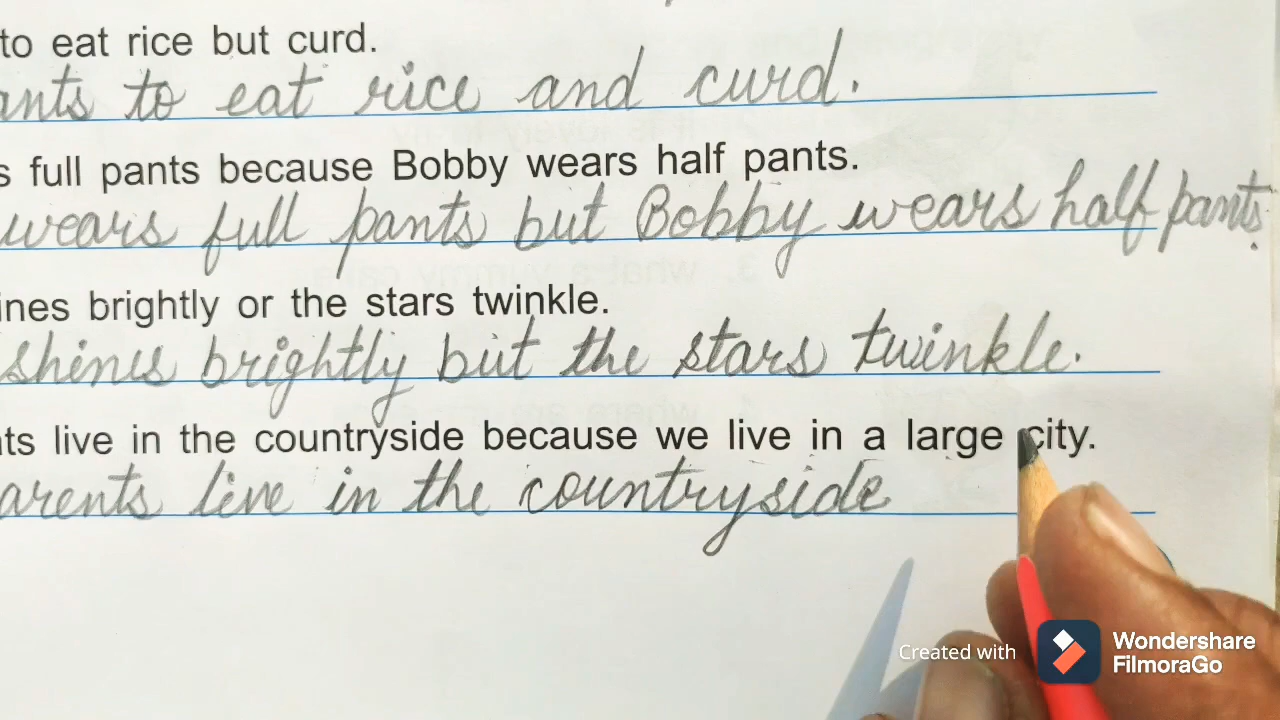 to eat rice but curd.
ants to eat rice and curd.
s full pants because Bobby wears half pants.
wears full pants but Bobby wears half pants.
ines brightly or the stars twinkle.
shines brightly but the stars twinkle.
nts live in the countryside because we live in a large city.
arents live in the countryside
Created with Wondershare FilmoraGo